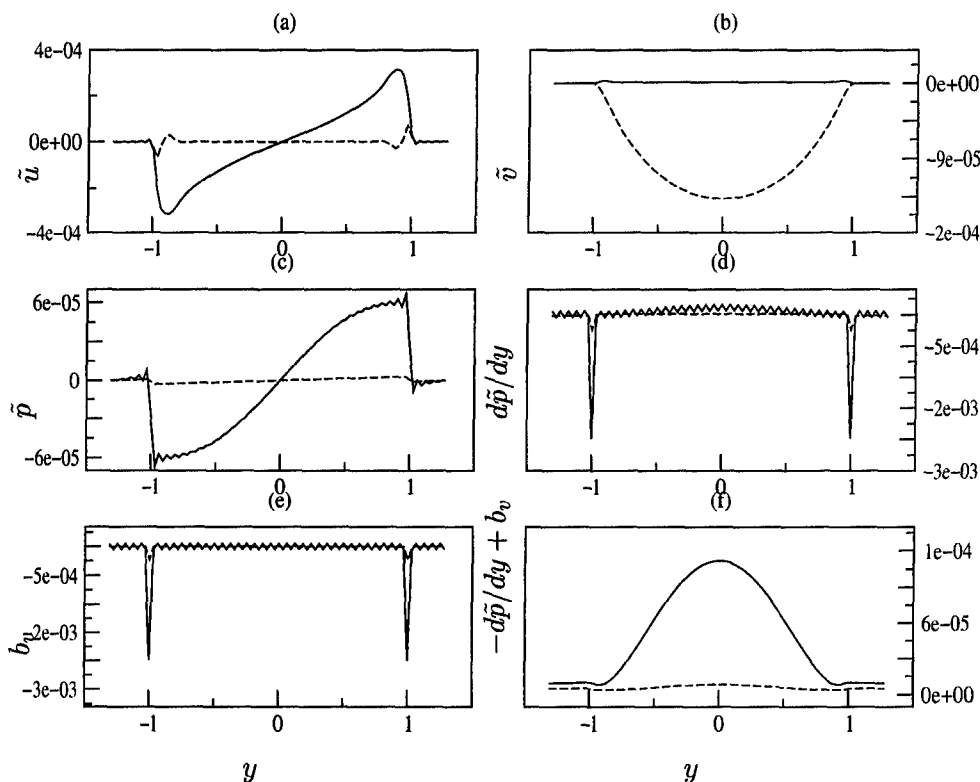 (a)
(b)
4e-04
0e+00
-4e-04
ũ
-1
0
1
0e+00
-9e-05
-2e-04
ṽ
-1
0
1
(c)
(d)
6e-05
0
-6e-05
p̃
-1
0
1
-5e-04
-2e-03
-3e-03
dp̃/dy
-1
0
1
(e)
(f)
-5e-04
-2e-03
-3e-03
b_v
-1
0
1
y
1e-04
6e-05
0e+00
−dp̃/dy + b_v
-1
0
1
y